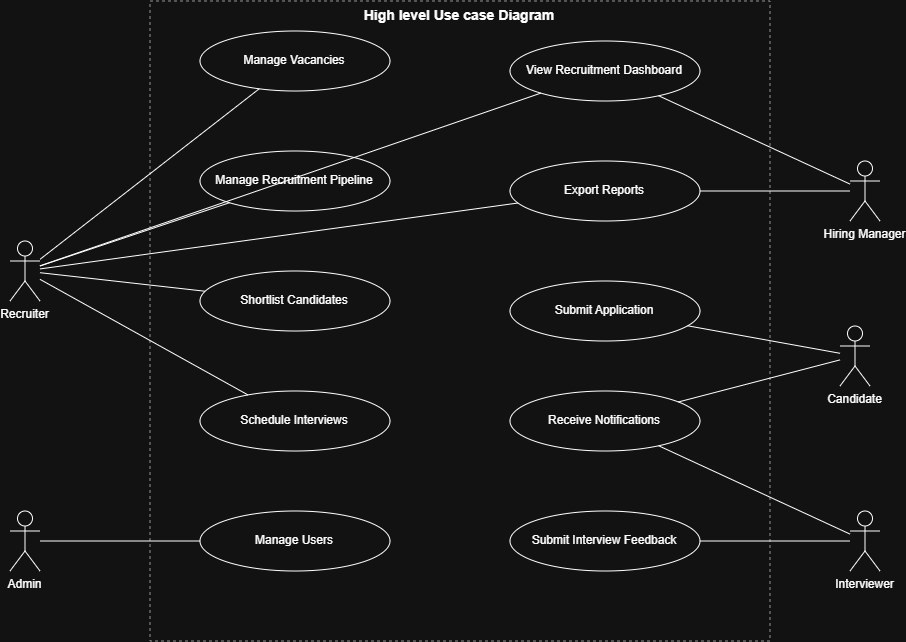 High level Use case Diagram
Manage Vacancies
View Recruitment Dashboard
Manage Recruitment Pipeline
Export Reports
Hiring Manager
Recruiter
Shortlist Candidates
Submit Application
Candidate
Schedule Interviews
Receive Notifications
Manage Users
Submit Interview Feedback
Admin
Interviewer